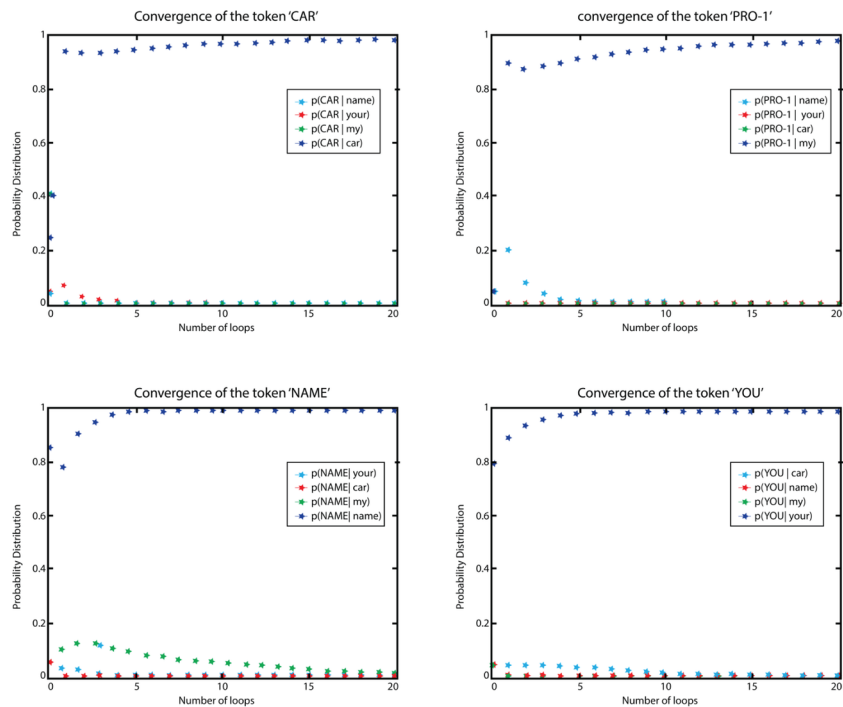 Convergence of the token 'CAR'
1
0.8
0.6
0.4
0.2
0
0
5
10
15
20
Probability Distribution
Number of loops
p(CAR | name)
p(CAR | your)
p(CAR | my)
p(CAR | car)
convergence of the token 'PRO-1'
1
0.8
0.6
0.4
0.2
0
0
5
10
15
20
Probability Distribution
Number of loops
p(PRO-1 | name)
p(PRO-1 | your)
p(PRO-1| car)
p(PRO-1 | my)
Convergence of the token 'NAME'
1
0.8
0.6
0.4
0.2
0
0
5
10
15
20
Probability Distribution
Number of loops
p(NAME| your)
p(NAME| car)
p(NAME| my)
p(NAME| name)
Convergence of the token 'YOU'
1
0.8
0.6
0.4
0.2
0
0
5
10
15
20
Probability Distribution
Number of loops
p(YOU | car)
p(YOU| name)
p(YOU| my)
p(YOU| your)